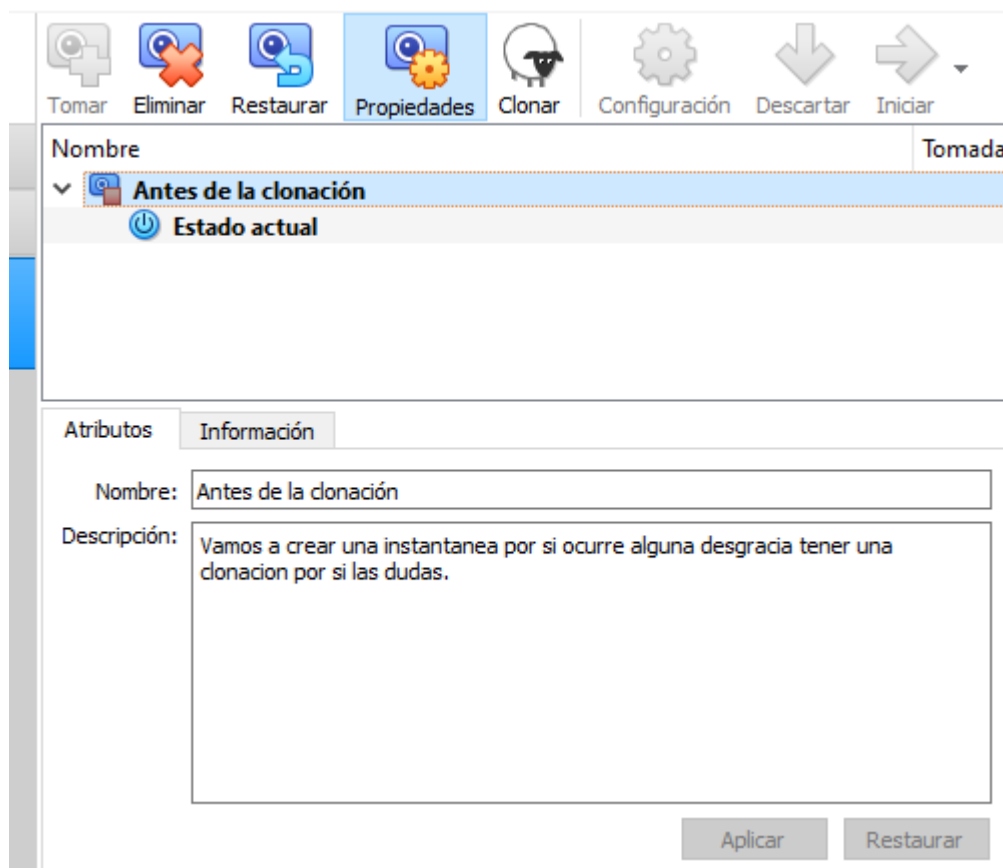 Tomar Eliminar Restaurar Propiedades Clonar Configuración Descartar Iniciar
Nombre Tomada
Antes de la clonación
Estado actual
Atributos Información
Nombre: Antes de la clonación
Descripción: Vamos a crear una instantanea por si ocurre alguna desgracia tener una
clonacion por si las dudas.
Aplicar Restaurar